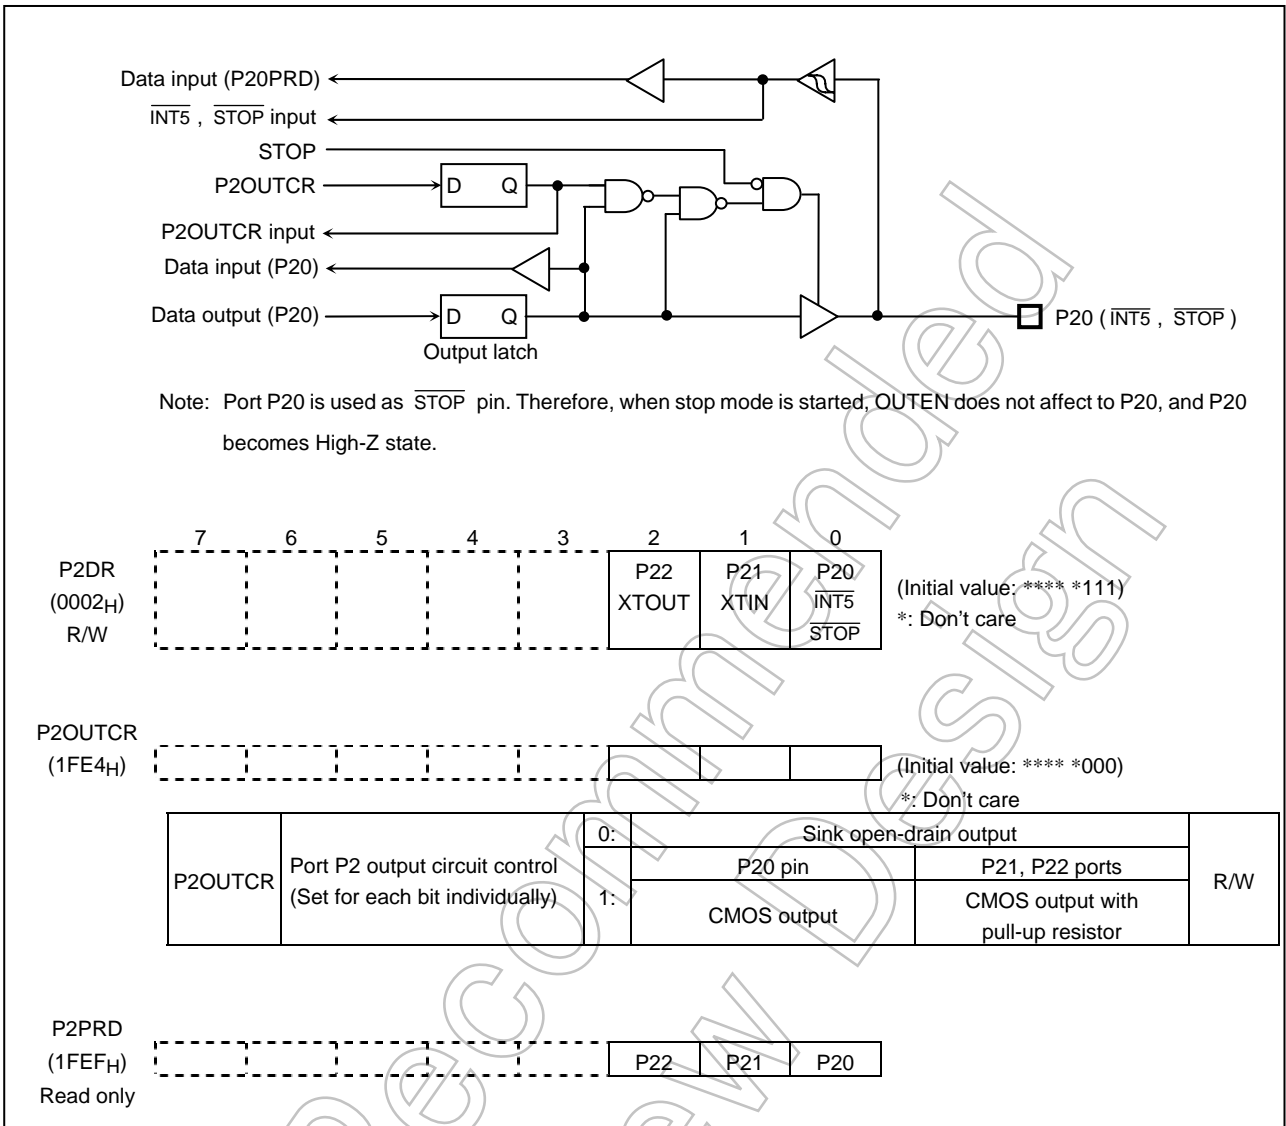 Data input (P20PRD)
INT5 , STOP input
STOP
P2OUTCR
D Q
P2OUTCR input
Data input (P20)
Data output (P20)
D Q
Output latch
P20 ( INT5 , STOP )
Note: Port P20 is used as STOP pin. Therefore, when stop mode is started, OUTEN does not affect to P20, and P20
becomes High-Z state.
7 6 5 4 3 2 1 0
P2DR
(0002H)
R/W
P22
XTOUT
P21
XTIN
P20
INT5
STOP
(Initial value: **** *111)
*: Don't care
P2OUTCR
(1FE4H)
(Initial value: **** *000)
*: Don't care
P2OUTCR
Port P2 output circuit control
(Set for each bit individually)
0: Sink open-drain output
1:
P20 pin
P21, P22 ports
CMOS output
CMOS output with
pull-up resistor
R/W
P2PRD
(1FEFH)
Read only
P22 P21 P20
Recommended
New Design